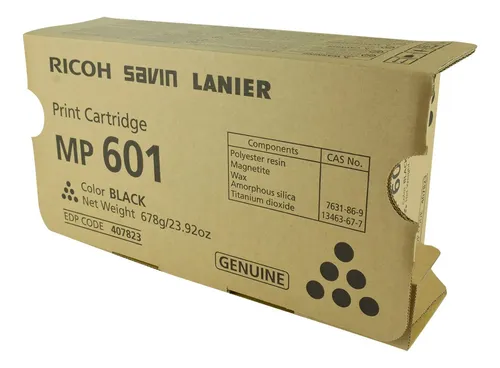 RICOH savin LANIER
Print Cartridge
MP 601
Color BLACK
Net Weight 678g/23.92oz
EDP CODE 407823
Components CAS No.
Polyester resin
Magnetite
Wax
Amorphous silica 7631-86-9
Titanium dioxide 13463-67-7
GENUINE